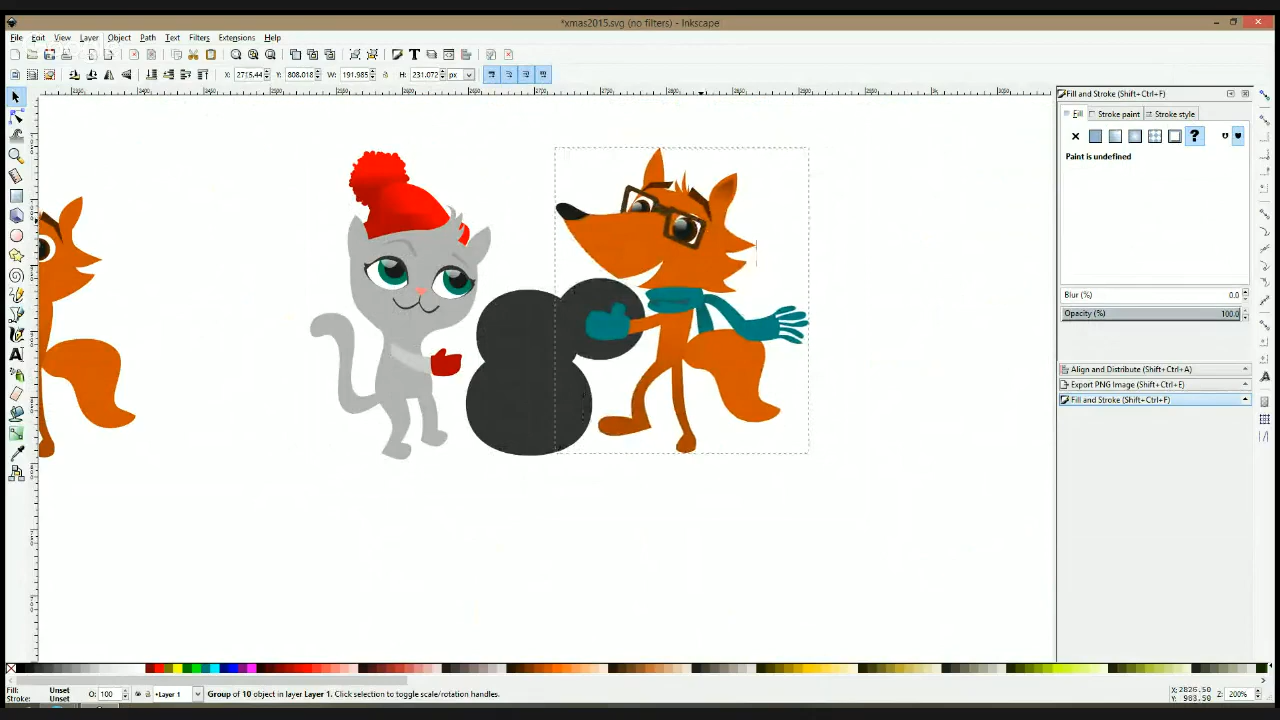 *xmas2015.svg (no filters) - Inkscape
File Edit View Layer Object Path Text Filters Extensions Help
X: 2715.44 Y: 808.018 W: 191.985 H: 231.072 px
Fill and Stroke (Shift+Ctrl+F)
Fill Stroke paint Stroke style
Paint is undefined
Blur (%) 0.0
Opacity (%) 100.0
Align and Distribute (Shift+Ctrl+A)
Export PNG Image (Shift+Ctrl+E)
Fill and Stroke (Shift+Ctrl+F)
Fill: Unset
Stroke: Unset
O: 100 •Layer 1 Group of 10 object in layer Layer 1. Click selection to toggle scale/rotation handles.
X:2826.50
Y: 903.50
Z: 200%